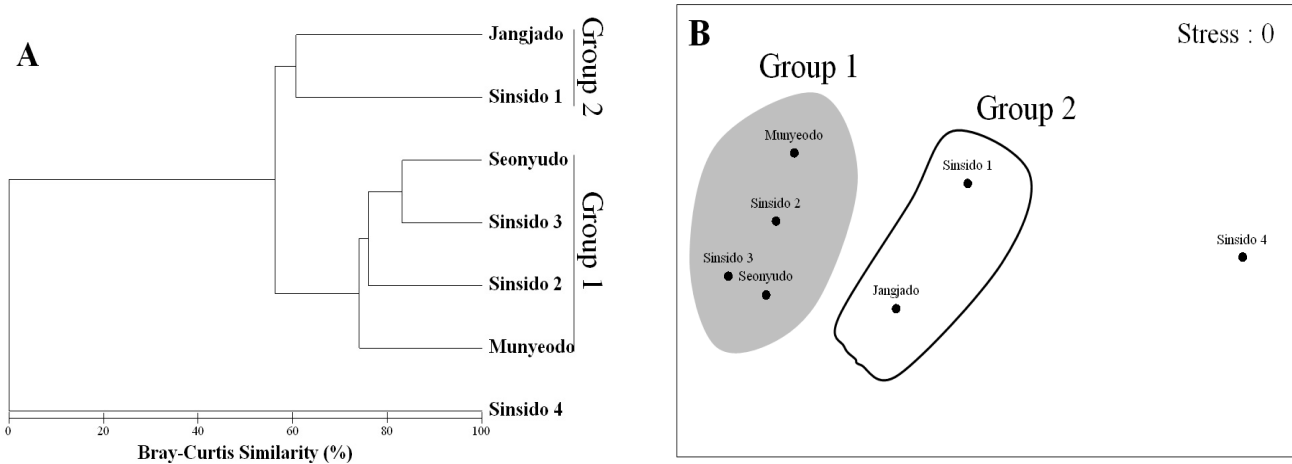 A
Jangjado
Sinsido 1
Group 2
Seonyudo
Sinsido 3
Sinsido 2
Munyeodo
Group 1
Sinsido 4
0 20 40 60 80 100
Bray-Curtis Similarity (%)
B
Stress : 0
Group 1
Group 2
Munyeodo
Sinsido 1
Sinsido 2
Sinsido 4
Sinsido 3
Seonyudo
Jangjado